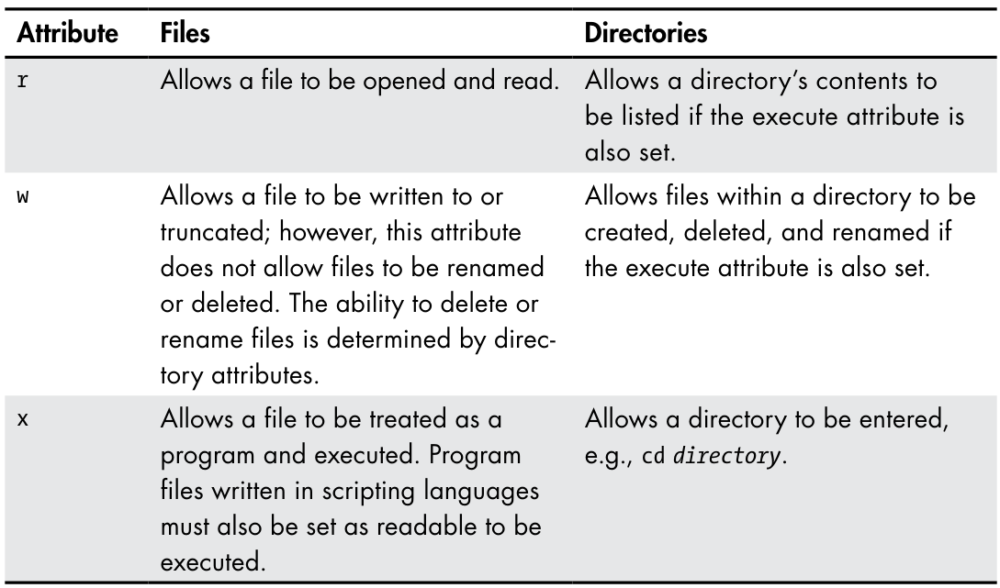 Attribute Files Directories
r Allows a file to be opened and read. Allows a directory's contents to
be listed if the execute attribute is
also set.
w Allows a file to be written to or Allows files within a directory to be
truncated; however, this attribute created, deleted, and renamed if
does not allow files to be renamed the execute attribute is also set.
or deleted. The ability to delete or
rename files is determined by direc-
tory attributes.
x Allows a file to be treated as a Allows a directory to be entered,
program and executed. Program e.g., cd directory.
files written in scripting languages
must also be set as readable to be
executed.